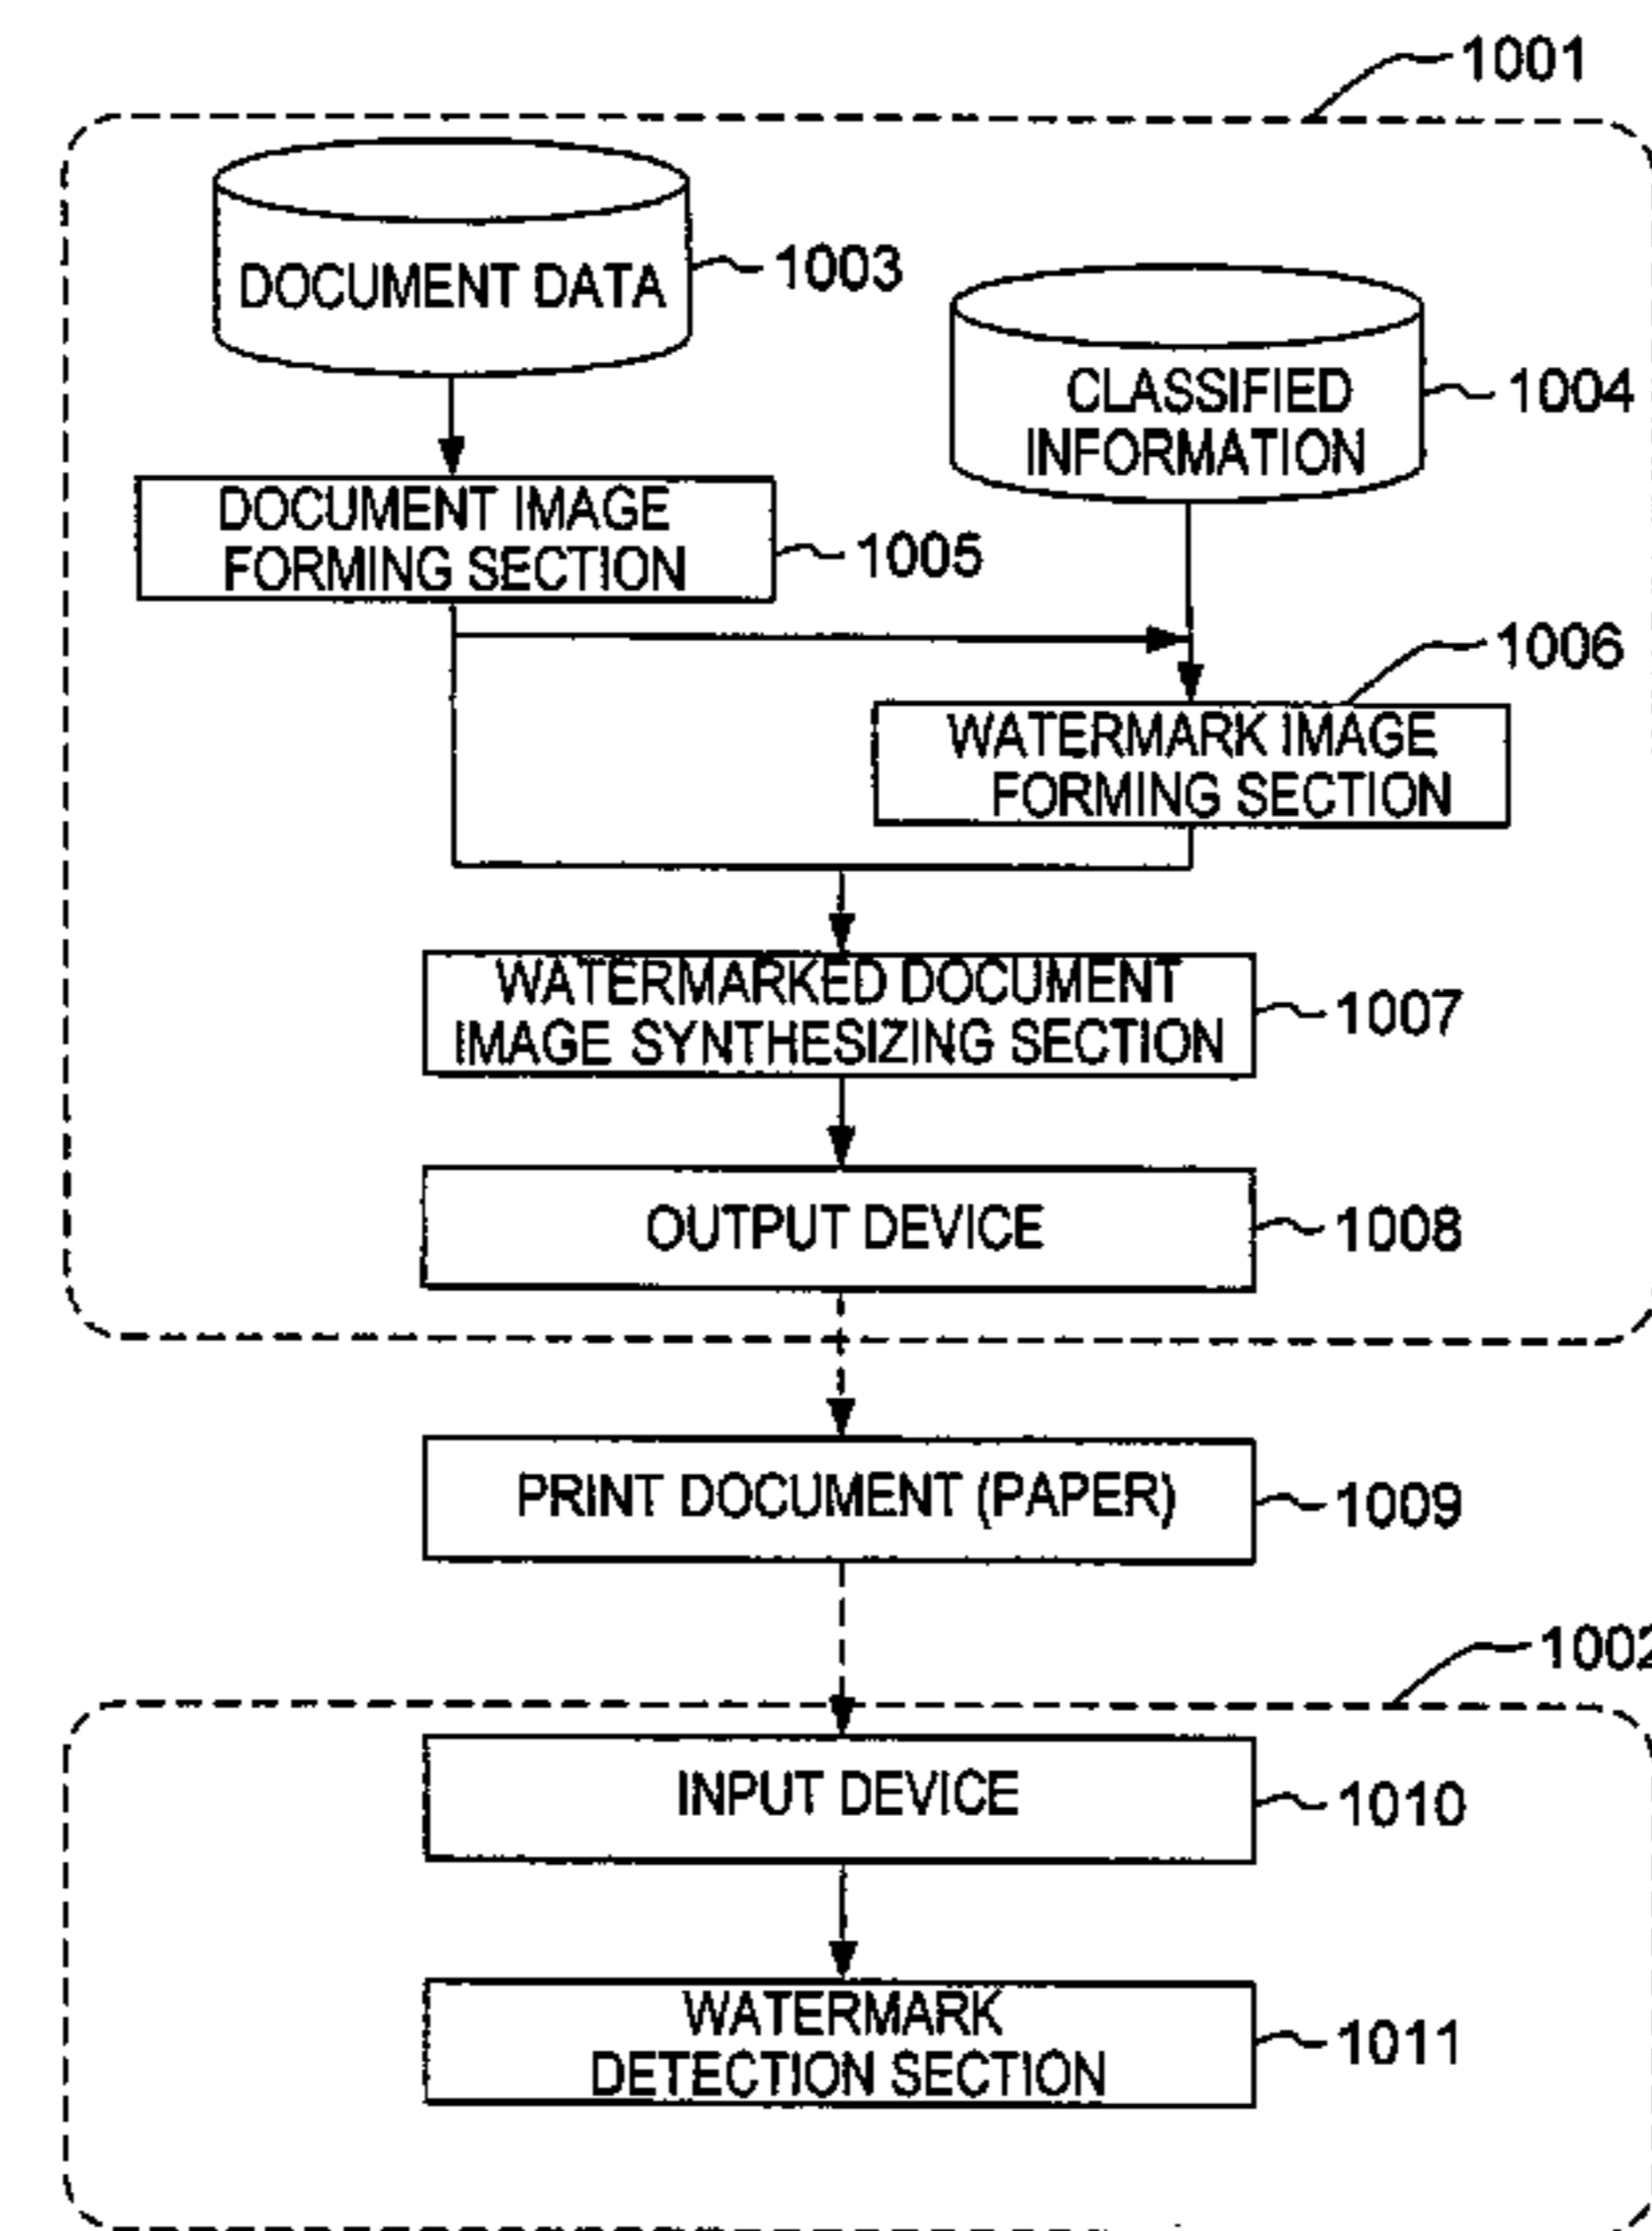 1001
DOCUMENT DATA
1003
CLASSIFIED
INFORMATION
1004
DOCUMENT IMAGE
FORMING SECTION
1005
1006
WATERMARK IMAGE
FORMING SECTION
WATERMARKED DOCUMENT
IMAGE SYNTHESIZING SECTION
1007
OUTPUT DEVICE
1008
PRINT DOCUMENT (PAPER)
1009
1002
INPUT DEVICE
1010
WATERMARK
DETECTION SECTION
1011